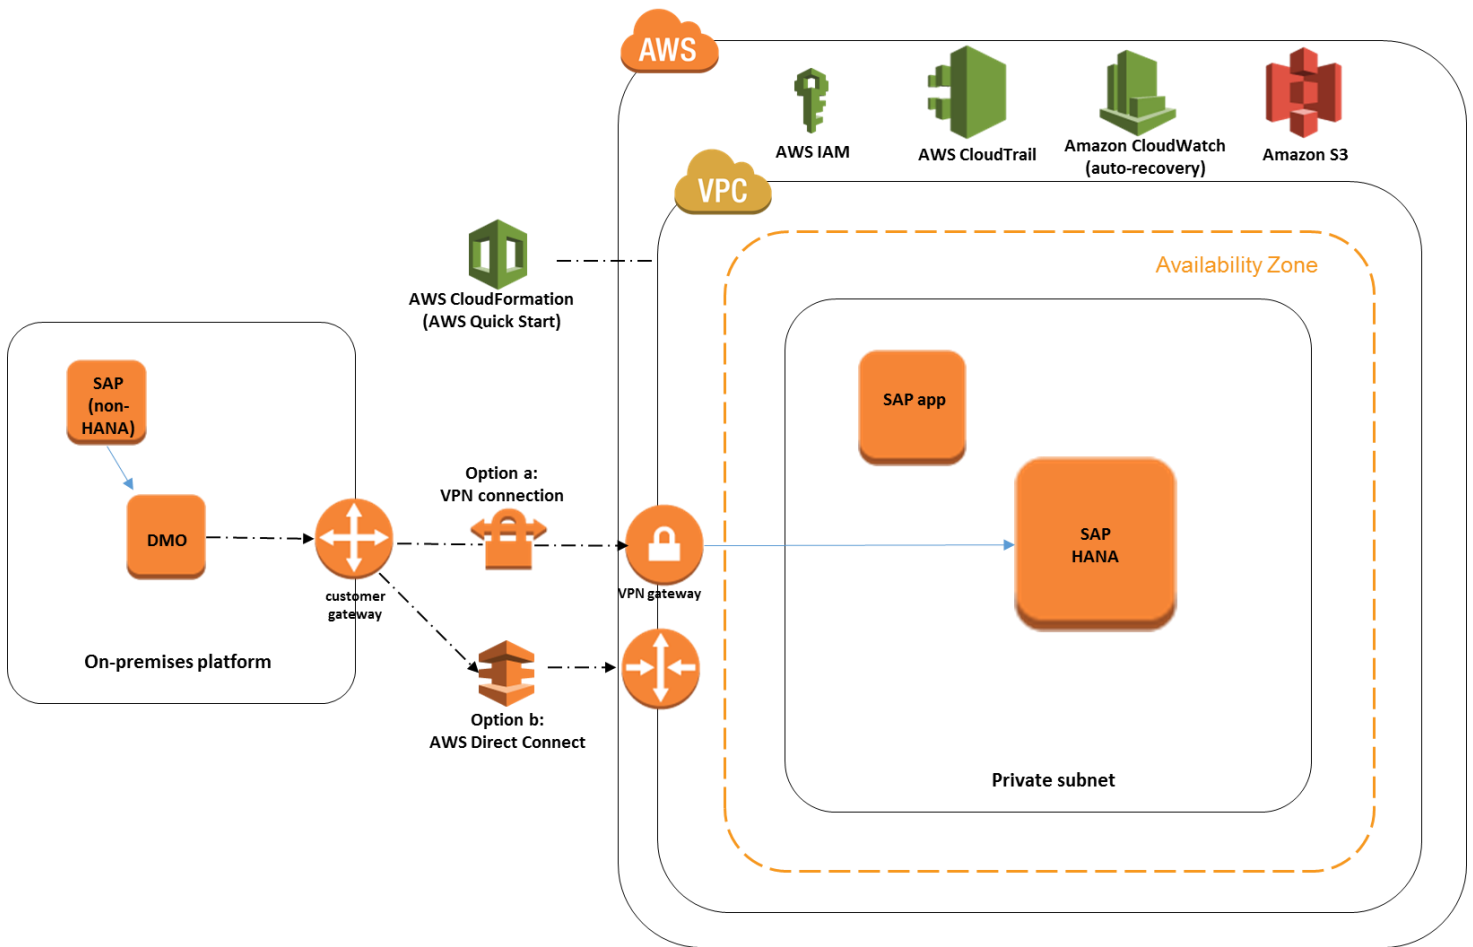 AWS
AWS IAM
AWS CloudTrail
Amazon CloudWatch
(auto-recovery)
Amazon S3
VPC
Availability Zone
AWS CloudFormation
(AWS Quick Start)
SAP
(non-
HANA)
DMO
customer
gateway
On-premises platform
Option a:
VPN connection
VPN gateway
Option b:
AWS Direct Connect
SAP app
SAP
HANA
Private subnet